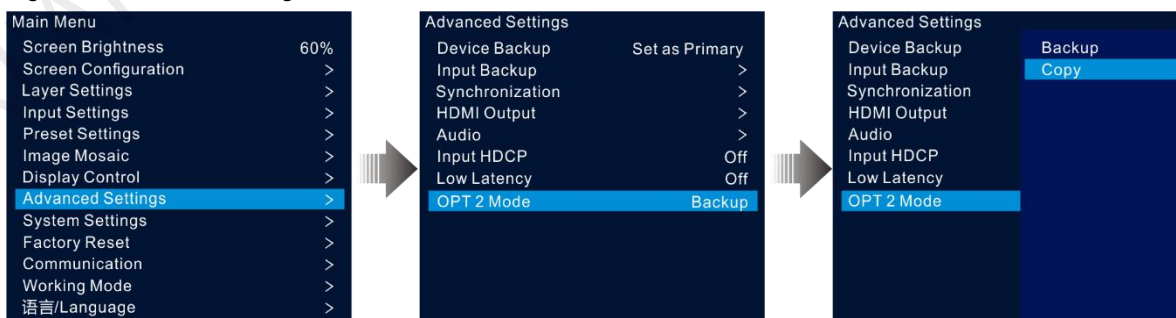 Main Menu
Screen Brightness 60%
Screen Configuration >
Layer Settings >
Input Settings >
Preset Settings >
Image Mosaic >
Display Control >
Advanced Settings >
System Settings >
Factory Reset >
Communication >
Working Mode >
语言/Language >
Advanced Settings
Device Backup Set as Primary
Input Backup >
Synchronization >
HDMI Output >
Audio >
Input HDCP Off
Low Latency Off
OPT 2 Mode Backup
Advanced Settings
Device Backup Backup
Input Backup Copy
Synchronization
HDMI Output
Audio
Input HDCP
Low Latency
OPT 2 Mode